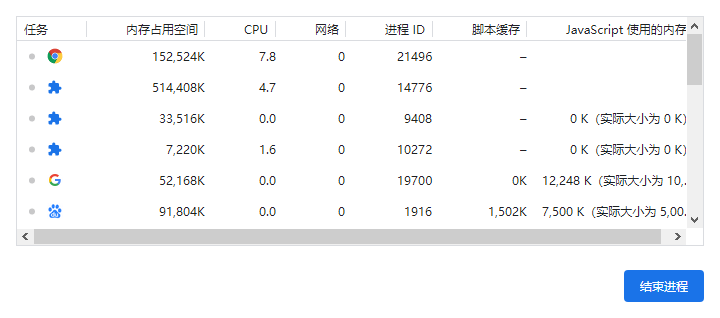 任务 内存占用空间 CPU 网络 进程 ID 脚本缓存 JavaScript 使用的内存
152,524K 7.8 0 21496 –
514,408K 4.7 0 14776 –
33,516K 0.0 0 9408 – 0 K（实际大小为 0 K）
7,220K 1.6 0 10272 – 0 K（实际大小为 0 K）
52,168K 0.0 0 19700 0K 12,248 K（实际大小为 10,..
91,804K 0.0 0 1916 1,502K 7,500 K（实际大小为 5,00..
结束进程